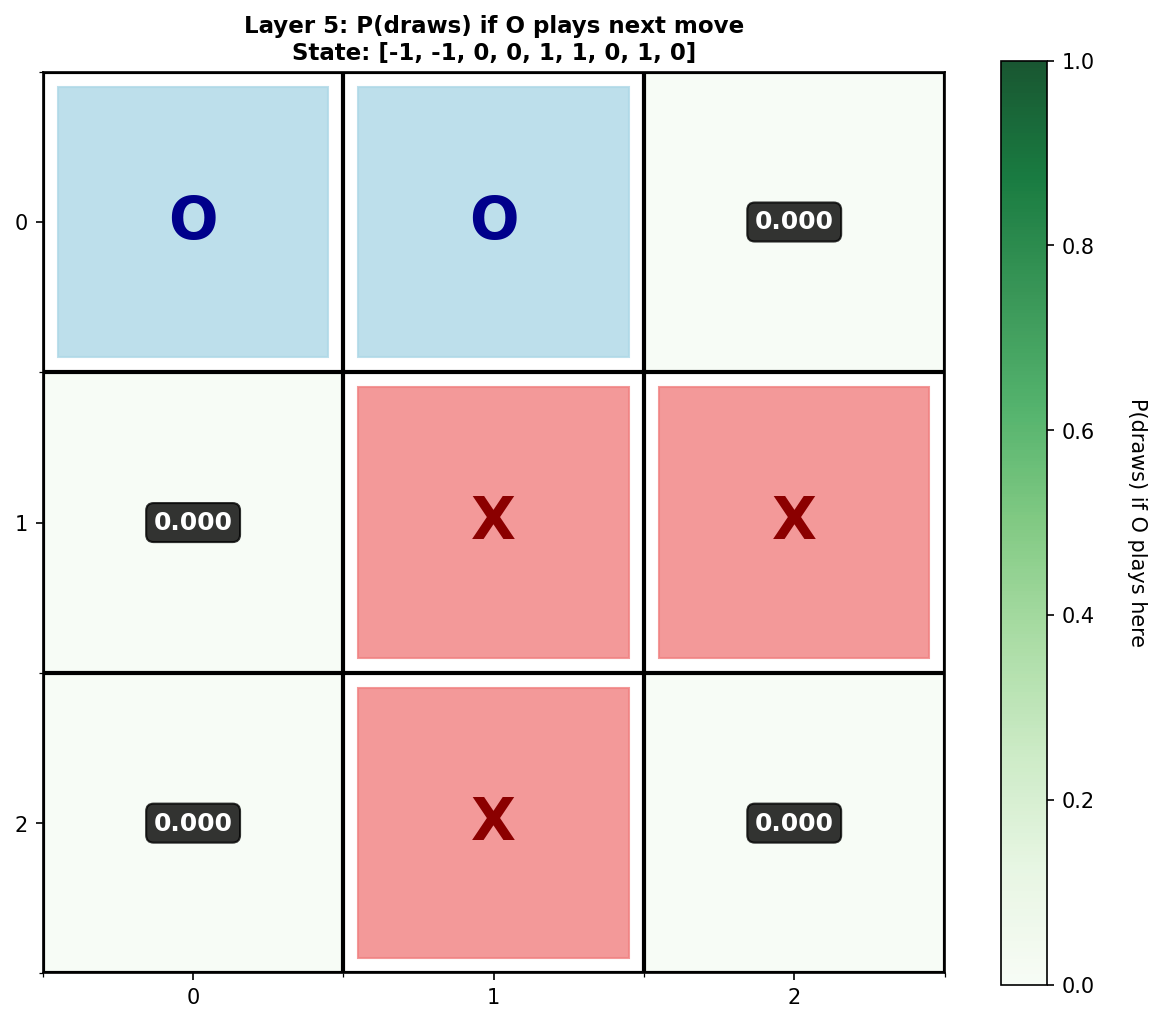 Layer 5: P(draws) if O plays next move
State: [-1, -1, 0, 0, 1, 1, 0, 1, 0]
O O 0.000
0.000 X X
0.000 X 0.000
0
1
2
0 1 2
1.0
0.8
0.6
0.4
0.2
0.0
P(draws) if O plays here